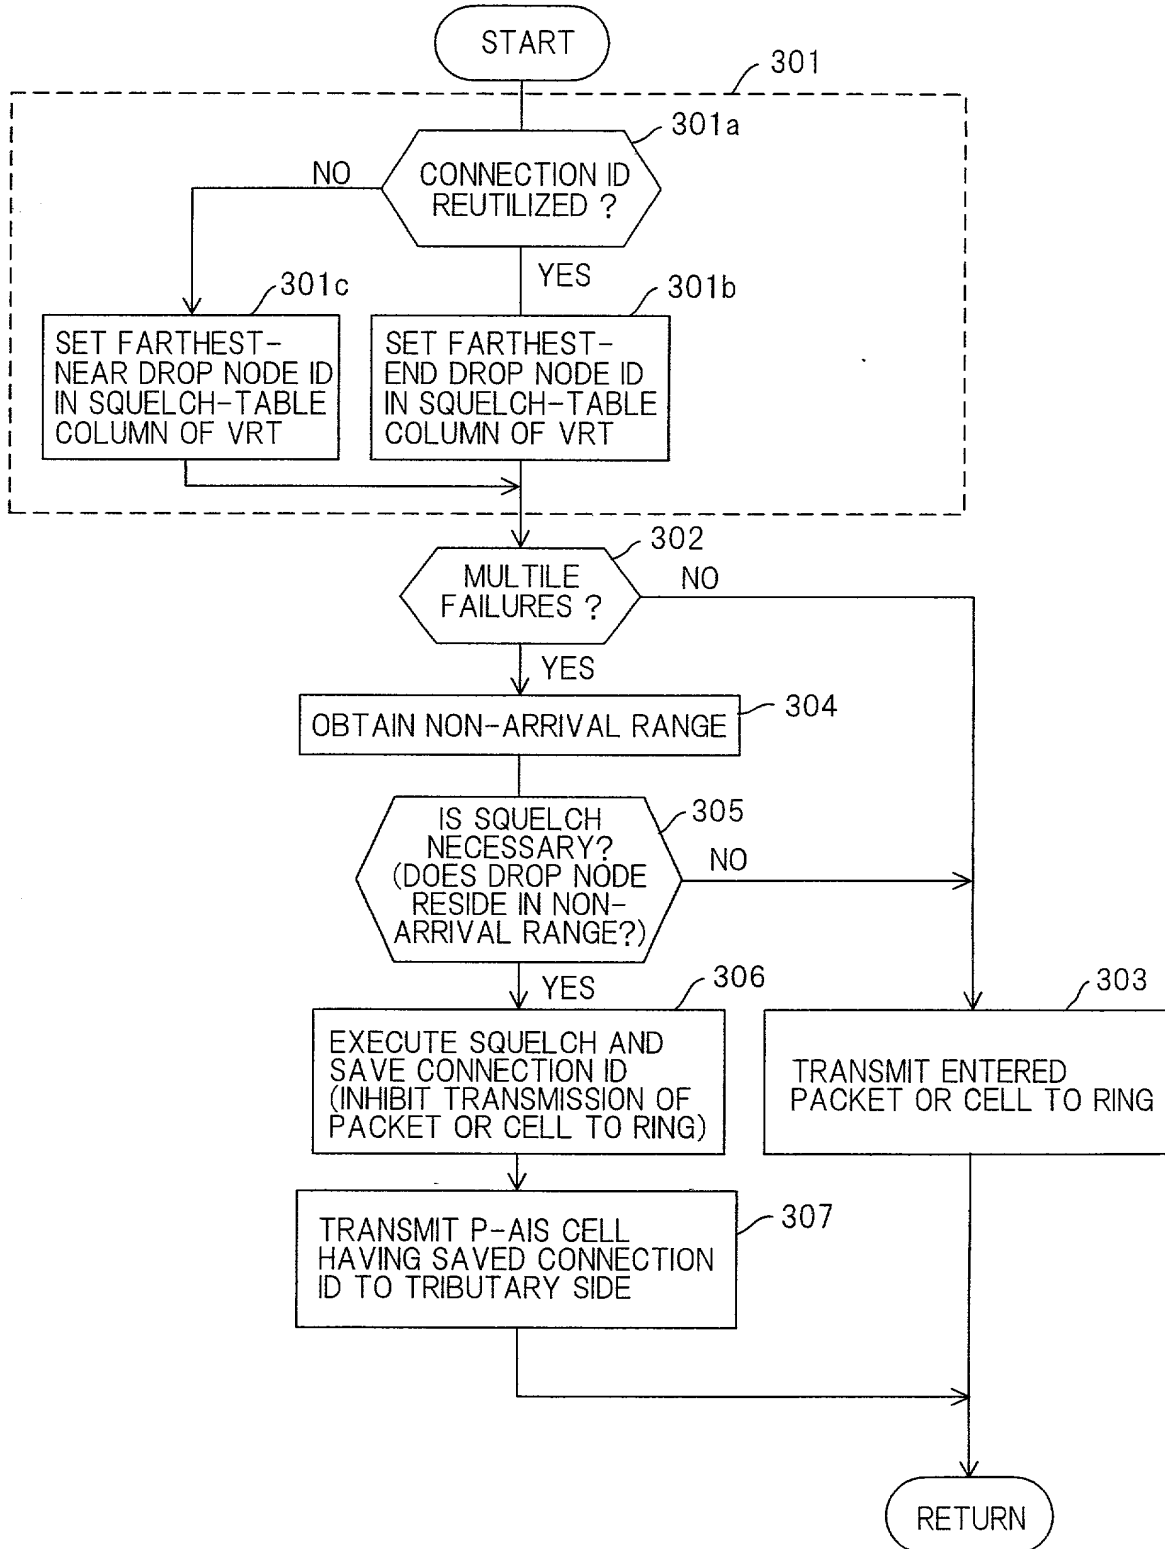 START
301
301a
CONNECTION ID
REUTILIZED ?
NO
YES
301c
301b
SET FARTHEST-
NEAR DROP NODE ID
IN SQUELCH-TABLE
COLUMN OF VRT
SET FARTHEST-
END DROP NODE ID
IN SQUELCH-TABLE
COLUMN OF VRT
302
MULTILE
FAILURES ?
NO
YES
304
OBTAIN NON-ARRIVAL RANGE
305
IS SQUELCH
NECESSARY?
(DOES DROP NODE
RESIDE IN NON-
ARRIVAL RANGE?)
NO
YES
306
303
EXECUTE SQUELCH AND
SAVE CONNECTION ID
(INHIBIT TRANSMISSION OF
PACKET OR CELL TO RING)
TRANSMIT ENTERED
PACKET OR CELL TO RING
307
TRANSMIT P-AIS CELL
HAVING SAVED CONNECTION
ID TO TRIBUTARY SIDE
RETURN